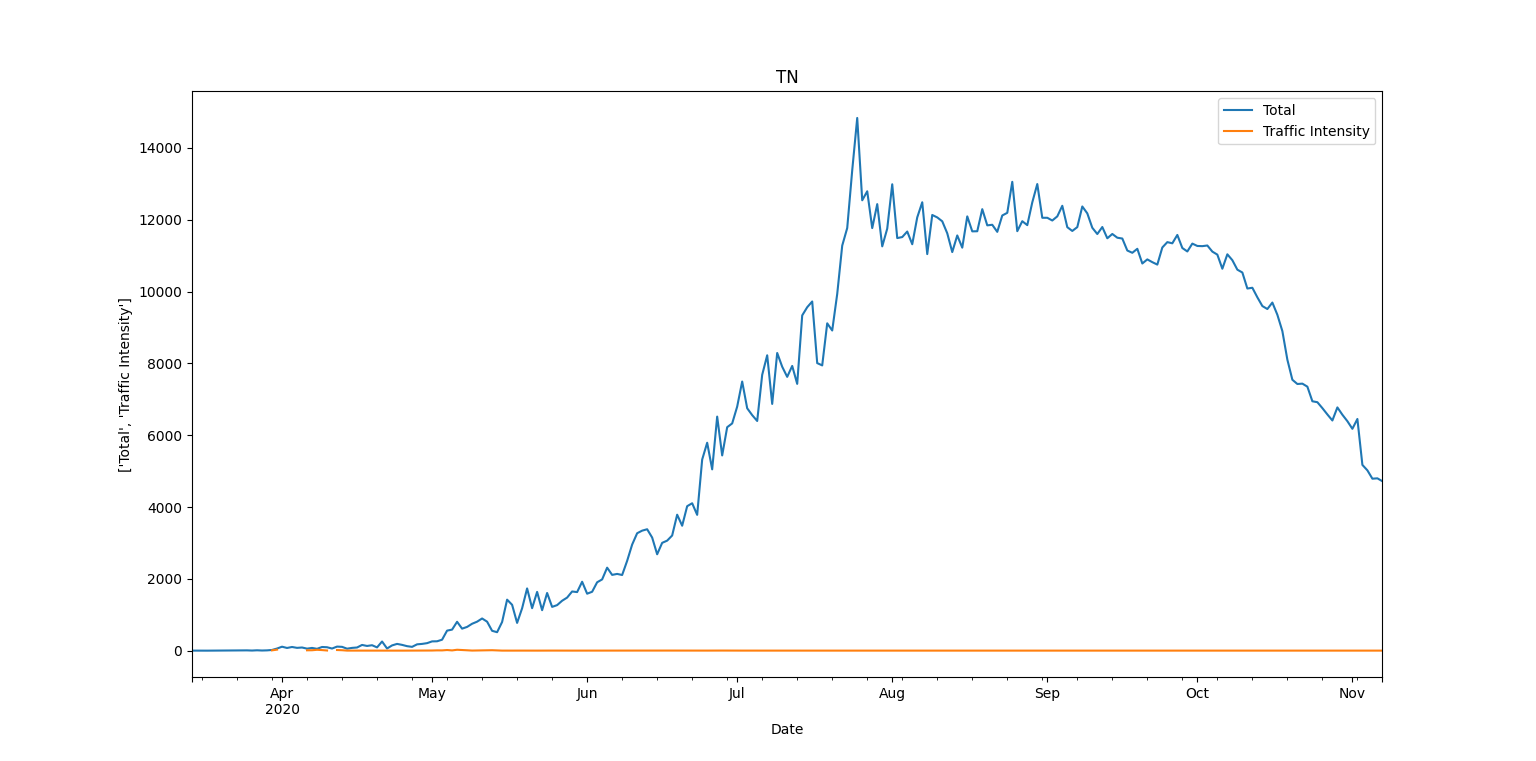 TN
Total
Traffic Intensity
14000
12000
10000
8000
6000
4000
2000
0
['Total', 'Traffic Intensity']
Apr
2020
May
Jun
Jul
Aug
Sep
Oct
Nov
Date